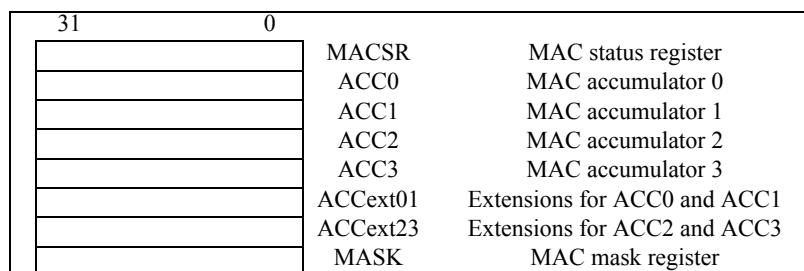 31 0
MACSR MAC status register
ACC0 MAC accumulator 0
ACC1 MAC accumulator 1
ACC2 MAC accumulator 2
ACC3 MAC accumulator 3
ACCext01 Extensions for ACC0 and ACC1
ACCext23 Extensions for ACC2 and ACC3
MASK MAC mask register